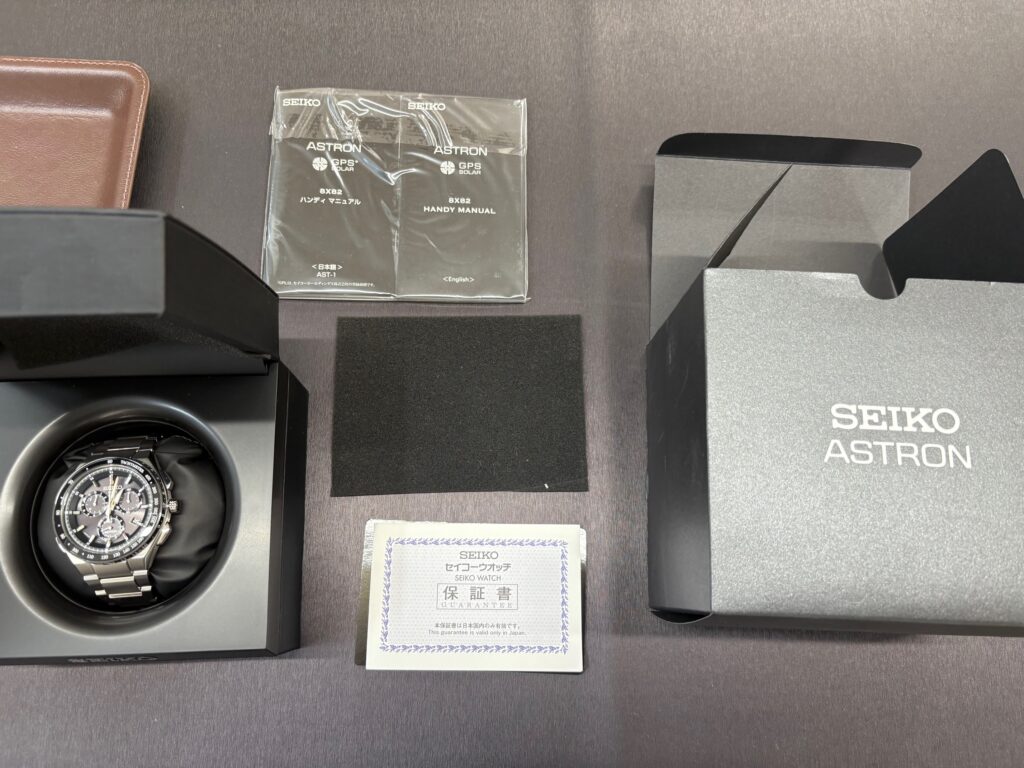 SEIKO
ASTRON
GPS
SOLAR
8X82
ハンディ マニュアル
<日本語>
AST-1
SEIKO
ASTRON
GPS
SOLAR
8X82
HANDY MANUAL
<English>
SEIKO
セイコーウオッチ
SEIKO WATCH
保証書
GUARANTEE
本保証書は日本国内のみ有効です。
This guarantee is valid only in Japan.
SEIKO
ASTRON